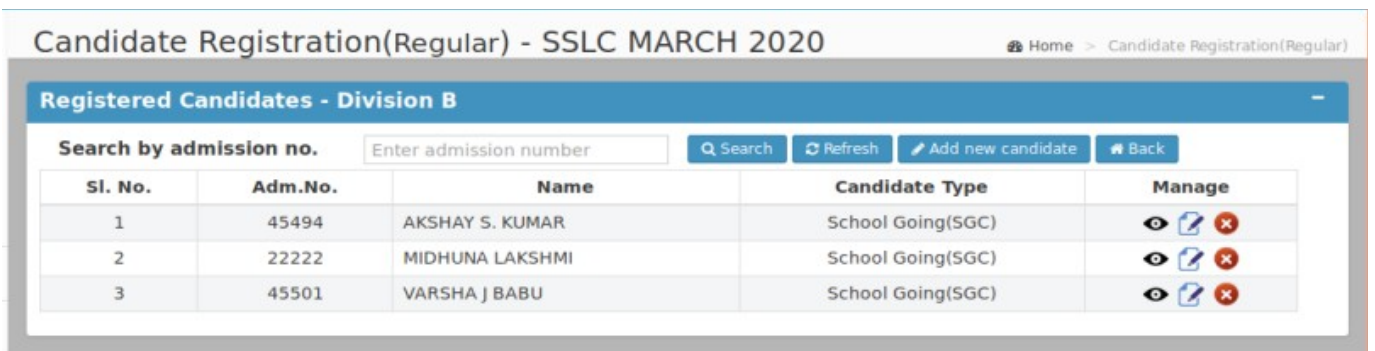 Candidate Registration(Regular) - SSLC MARCH 2020
Home > Candidate Registration(Regular)
Registered Candidates - Division B
Search by admission no. Enter admission number Search Refresh Add new candidate Back
Sl. No. Adm.No. Name Candidate Type Manage
1 45494 AKSHAY S. KUMAR School Going(SGC)
2 22222 MIDHUNA LAKSHMI School Going(SGC)
3 45501 VARSHA J BABU School Going(SGC)